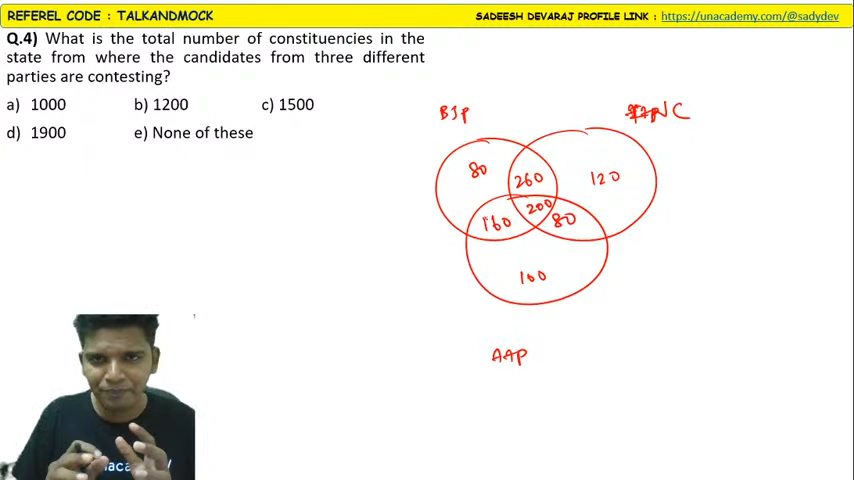 REFEREL CODE : TALKANDMOCK
SADEESH DEVARAJ PROFILE LINK : https://unacademy.com/@sadydev
Q.4) What is the total number of constituencies in the
state from where the candidates from three different
parties are contesting?
a) 1000 b) 1200 c) 1500
d) 1900 e) None of these
BJP NC
80 260 120
200
160 80
100
AAP